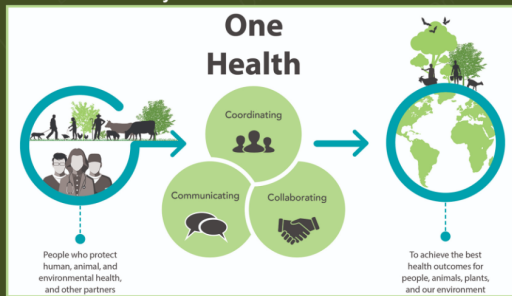 One
Health
Coordinating
Communicating
Collaborating
People who protect
human, animal, and
environmental health,
and other partners
To achieve the best
health outcomes for
people, animals, plants,
and our environment